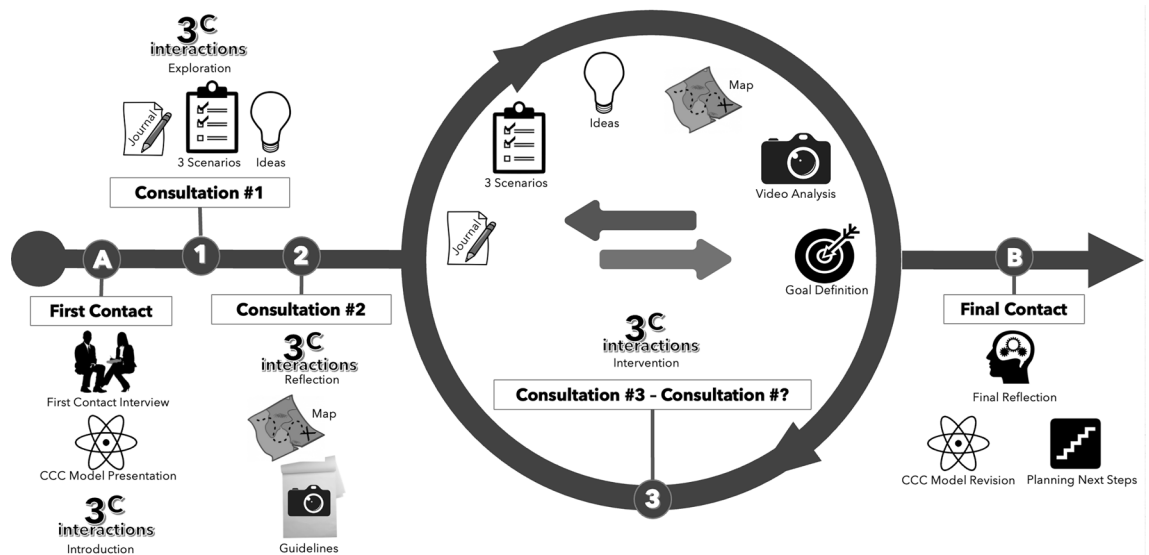 3C
interactions
Exploration
Journal
3 Scenarios
Ideas
Consultation #1
A
1
2
First Contact
First Contact Interview
CCC Model Presentation
3C
interactions
Introduction
Consultation #2
3C
interactions
Reflection
Map
Guidelines
Ideas
Map
3 Scenarios
Video Analysis
Journal
Goal Definition
3C
interactions
Intervention
Consultation #3 – Consultation #?
3
B
Final Contact
Final Reflection
CCC Model Revision
Planning Next Steps